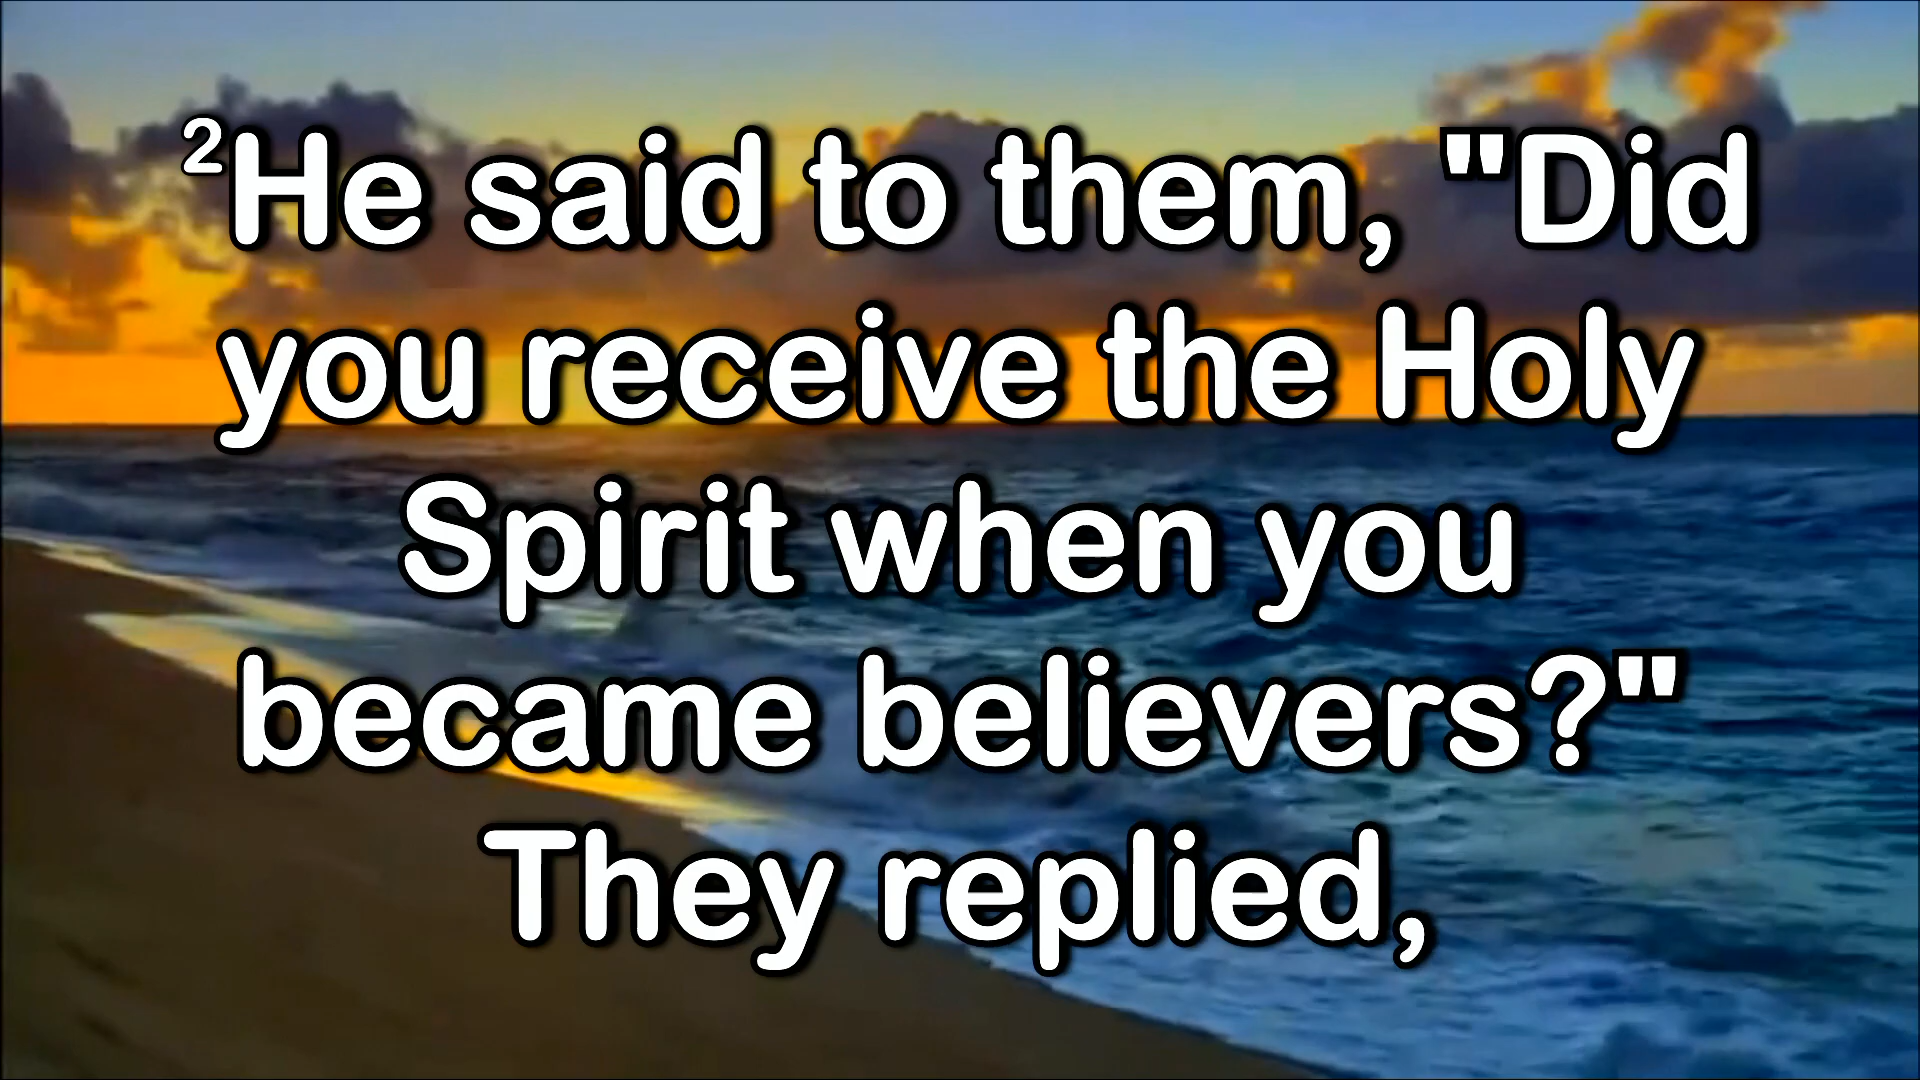 ²He said to them, "Did
you receive the Holy
Spirit when you
became believers?"
They replied,